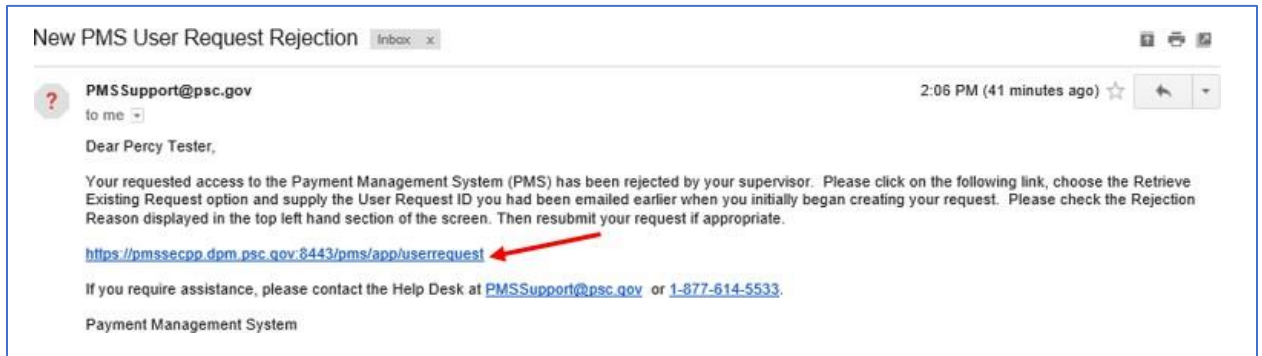 New PMS User Request Rejection Inbox x
?
PMSSupport@psc.gov 2:06 PM (41 minutes ago)
to me
Dear Percy Tester,
Your requested access to the Payment Management System (PMS) has been rejected by your supervisor. Please click on the following link, choose the Retrieve
Existing Request option and supply the User Request ID you had been emailed earlier when you initially began creating your request. Please check the Rejection
Reason displayed in the top left hand section of the screen. Then resubmit your request if appropriate.
https://pmssecpp.dpm.psc.gov:8443/pms/app/userrequest
If you require assistance, please contact the Help Desk at PMSSupport@psc.gov or 1-877-614-5533.
Payment Management System